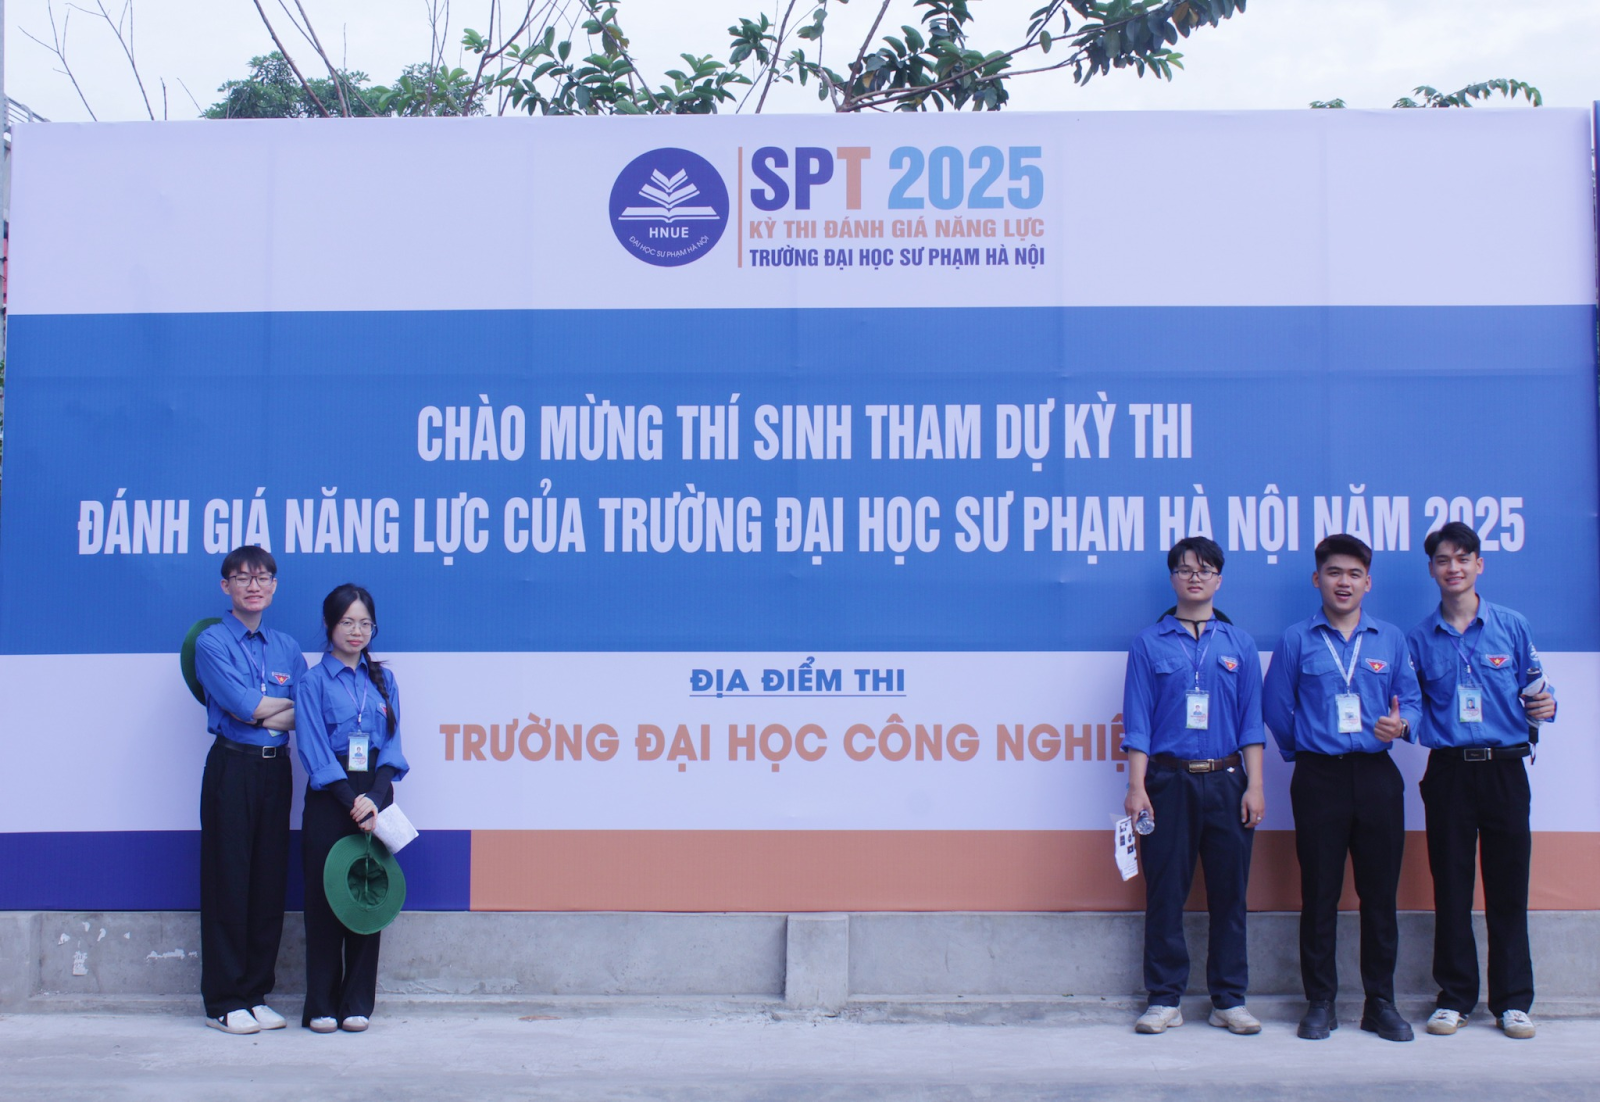 SPT 2025
KỲ THI ĐÁNH GIÁ NĂNG LỰC
TRƯỜNG ĐẠI HỌC SƯ PHẠM HÀ NỘI
HNUE
ĐẠI HỌC SƯ PHẠM HÀ NỘI
CHÀO MỪNG THÍ SINH THAM DỰ KỲ THI
ĐÁNH GIÁ NĂNG LỰC CỦA TRƯỜNG ĐẠI HỌC SƯ PHẠM HÀ NỘI NĂM 2025
ĐỊA ĐIỂM THI
TRƯỜNG ĐẠI HỌC CÔNG NGHIỆ